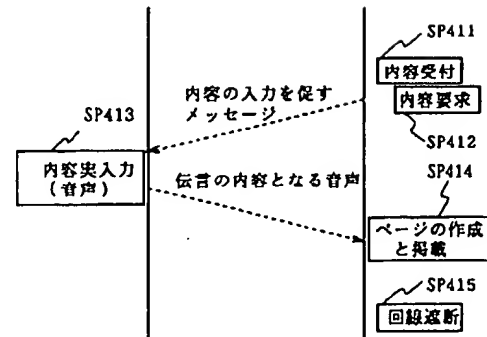 SP411
内容受付
内容の入力を促す
メッセージ
内容要求
SP413
SP412
内容実入力
(音声)
伝言の内容となる音声
SP414
ページの作成
と掲載
SP415
回線遮断